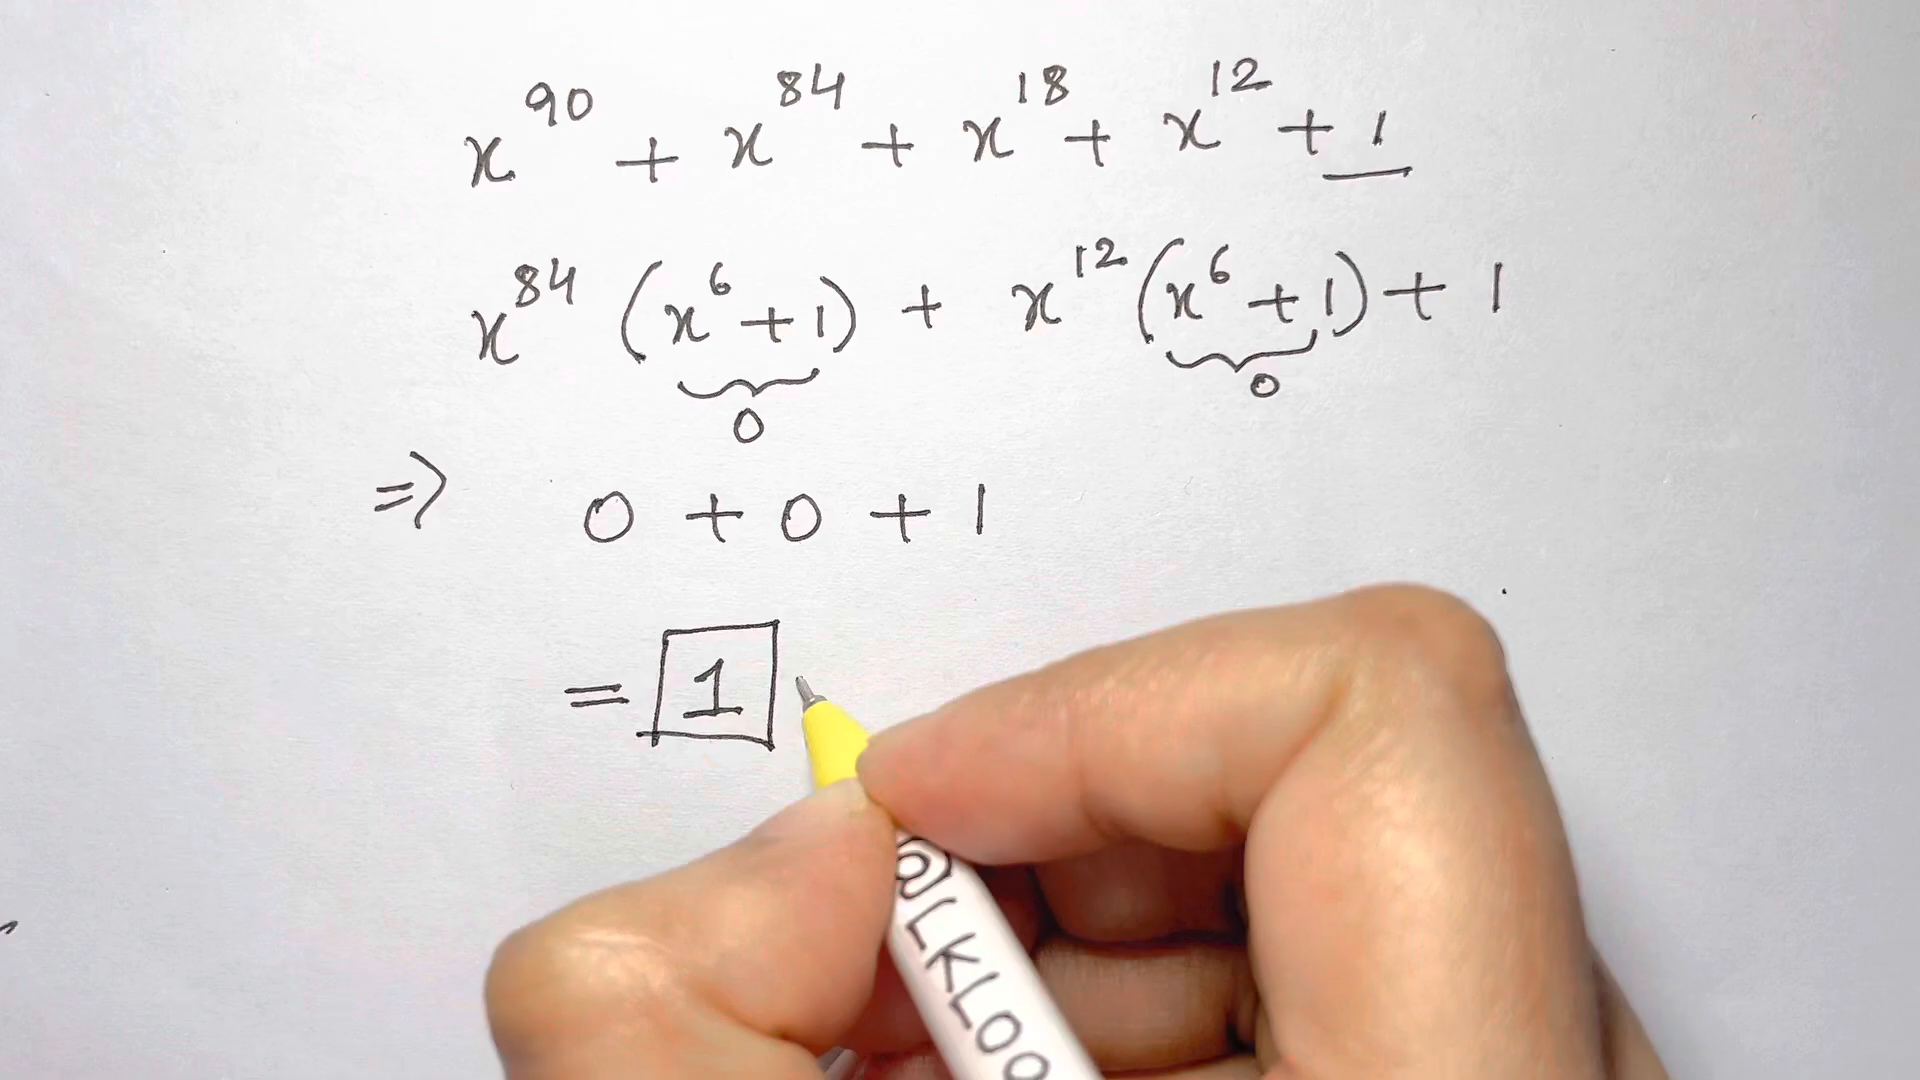 x^90 + x^84 + x^18 + x^12 + 1
x^84 (x^6 + 1) + x^12 (x^6 + 1) + 1
0 0
=> 0 + 0 + 1
= 1
@LKLOO